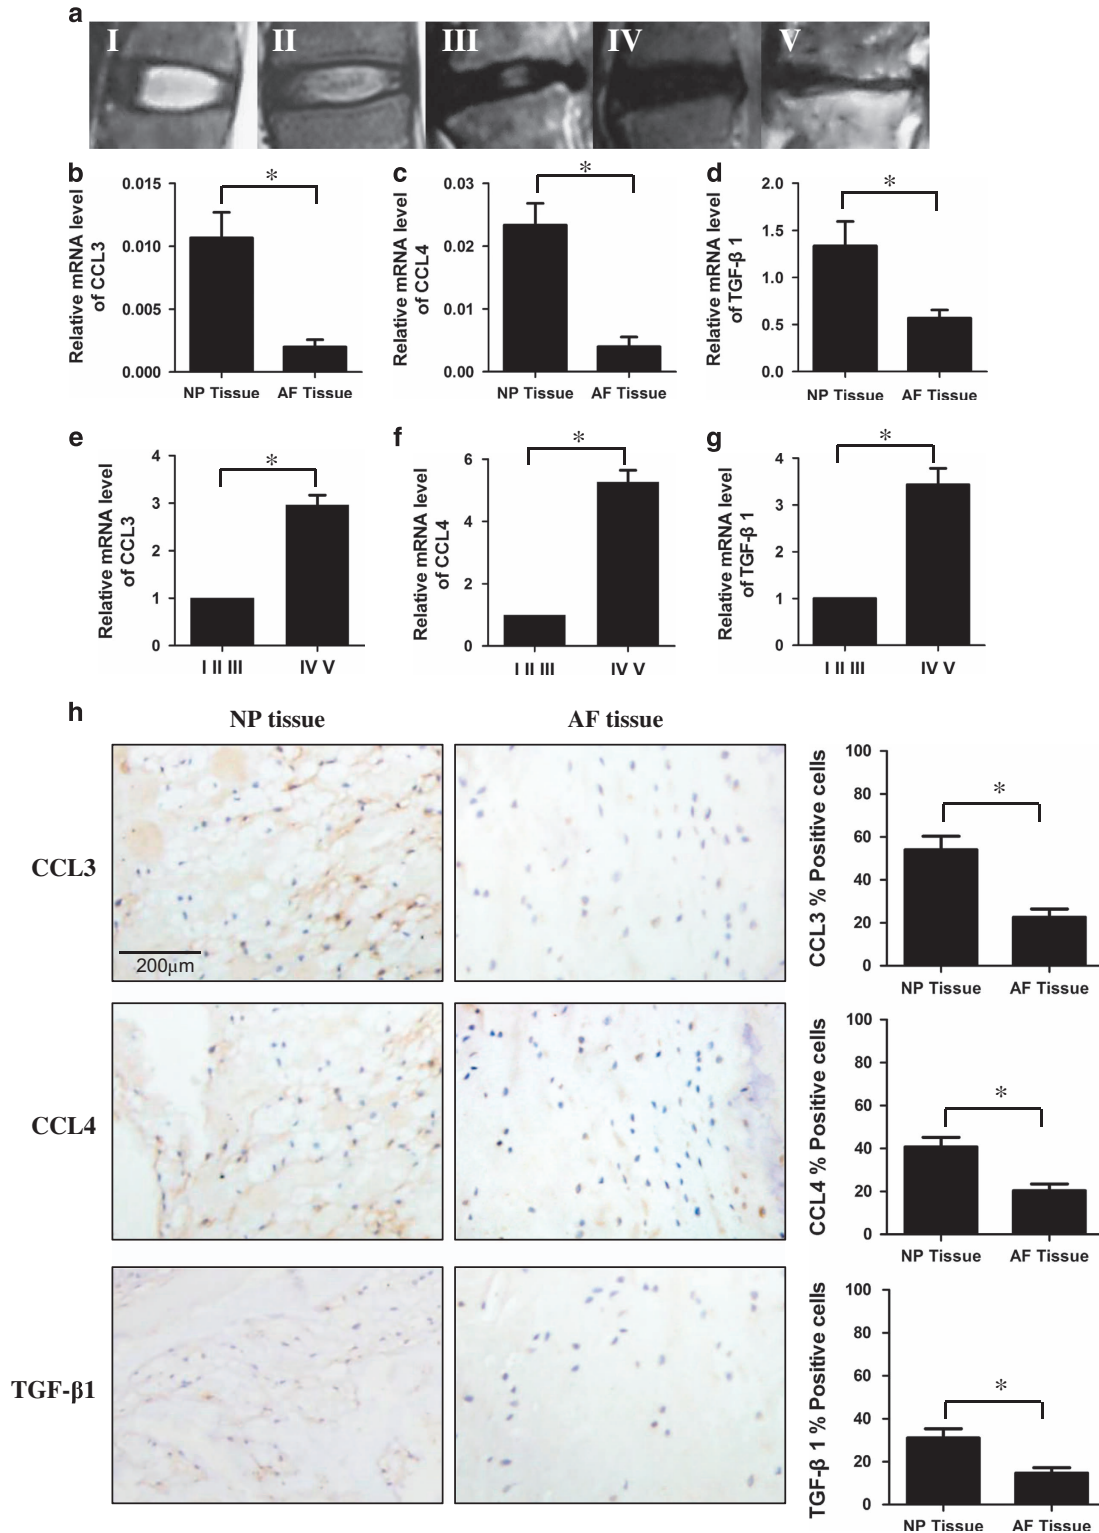 a
I II III IV V
b
Relative mRNA level
of CCL3
0.015
0.010
0.005
0.000
*
NP Tissue AF Tissue
c
Relative mRNA level
of CCL4
0.03
0.02
0.01
0.00
*
NP Tissue AF Tissue
d
Relative mRNA level
of TGF-β 1
2.0
1.5
1.0
0.5
0.0
*
NP Tissue AF Tissue
e
Relative mRNA level
of CCL3
4
3
2
1
0
*
I II III IV V
f
Relative mRNA level
of CCL4
6
4
2
0
*
I II III IV V
g
Relative mRNA level
of TGF-β 1
4
3
2
1
0
*
I II III IV V
h
NP tissue AF tissue
CCL3
200μm
CCL3 % Positive cells
100
80
60
40
20
0
*
NP Tissue AF Tissue
CCL4
CCL4 % Positive cells
100
80
60
40
20
0
*
NP Tissue AF Tissue
TGF-β1
TGF-β 1 % Positive cells
100
80
60
40
20
0
*
NP Tissue AF Tissue